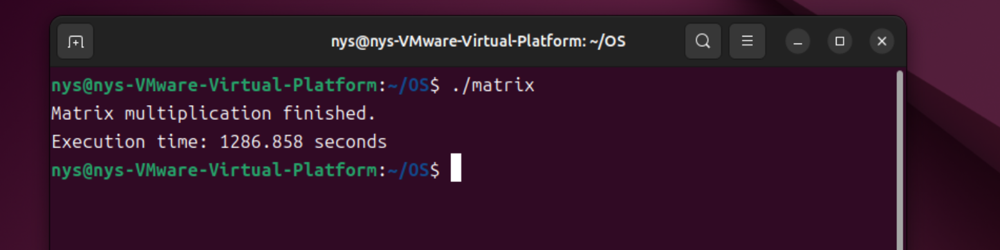 nys@nys-VMware-Virtual-Platform: ~/OS
nys@nys-VMware-Virtual-Platform:~/OS$ ./matrix
Matrix multiplication finished.
Execution time: 1286.858 seconds
nys@nys-VMware-Virtual-Platform:~/OS$